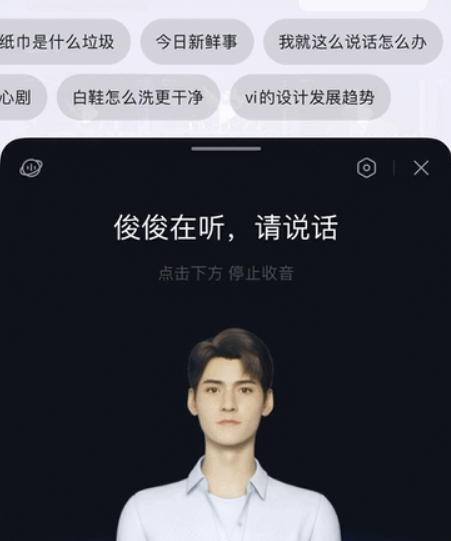 纸巾是什么垃圾 今日新鲜事 我就这么说话怎么办
心剧 白鞋怎么洗更干净 vi的设计发展趋势
俊俊在听，请说话
点击下方 停止收音